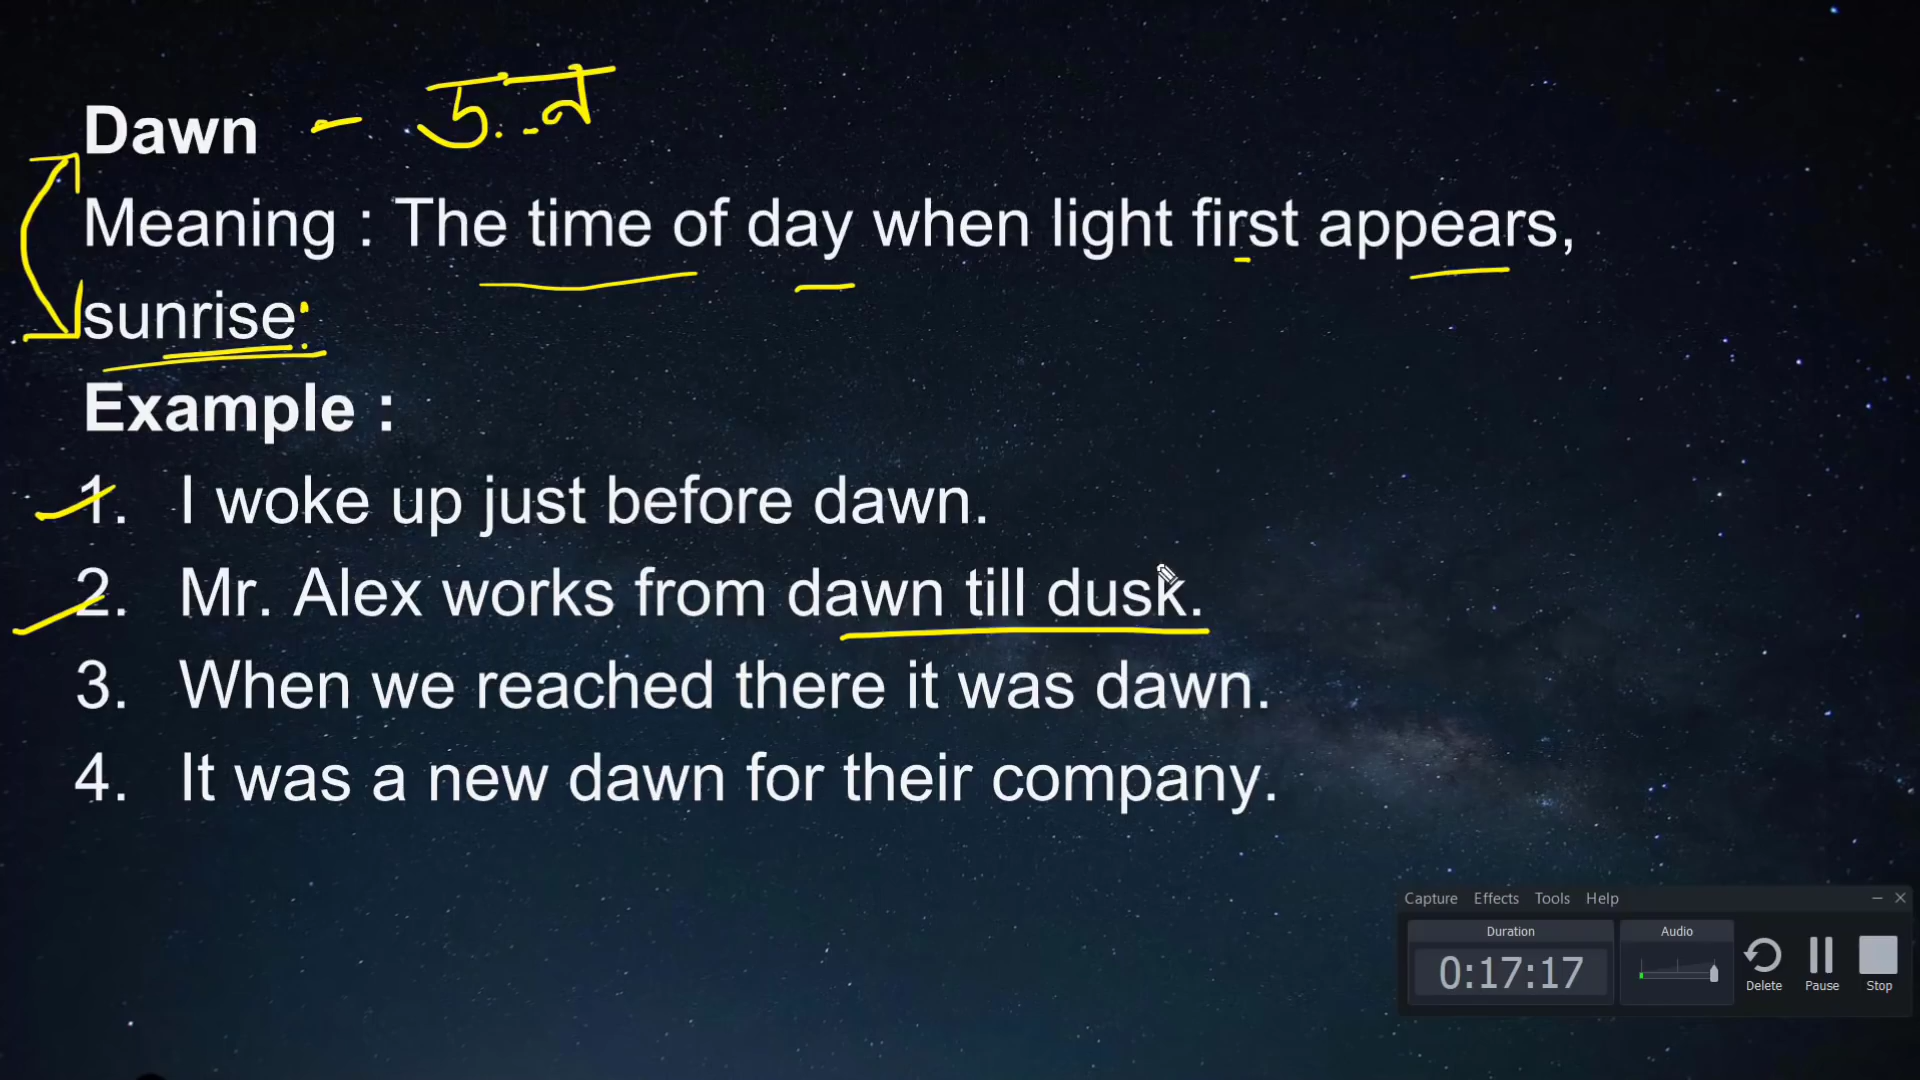 Dawn -
Meaning : The time of day when light first appears,
sunrise:
Example :
1. I woke up just before dawn.
2. Mr. Alex works from dawn till dusk.
3. When we reached there it was dawn.
4. It was a new dawn for their company.
Capture Effects Tools Help
Duration Audio
0:17:17
Delete Pause Stop